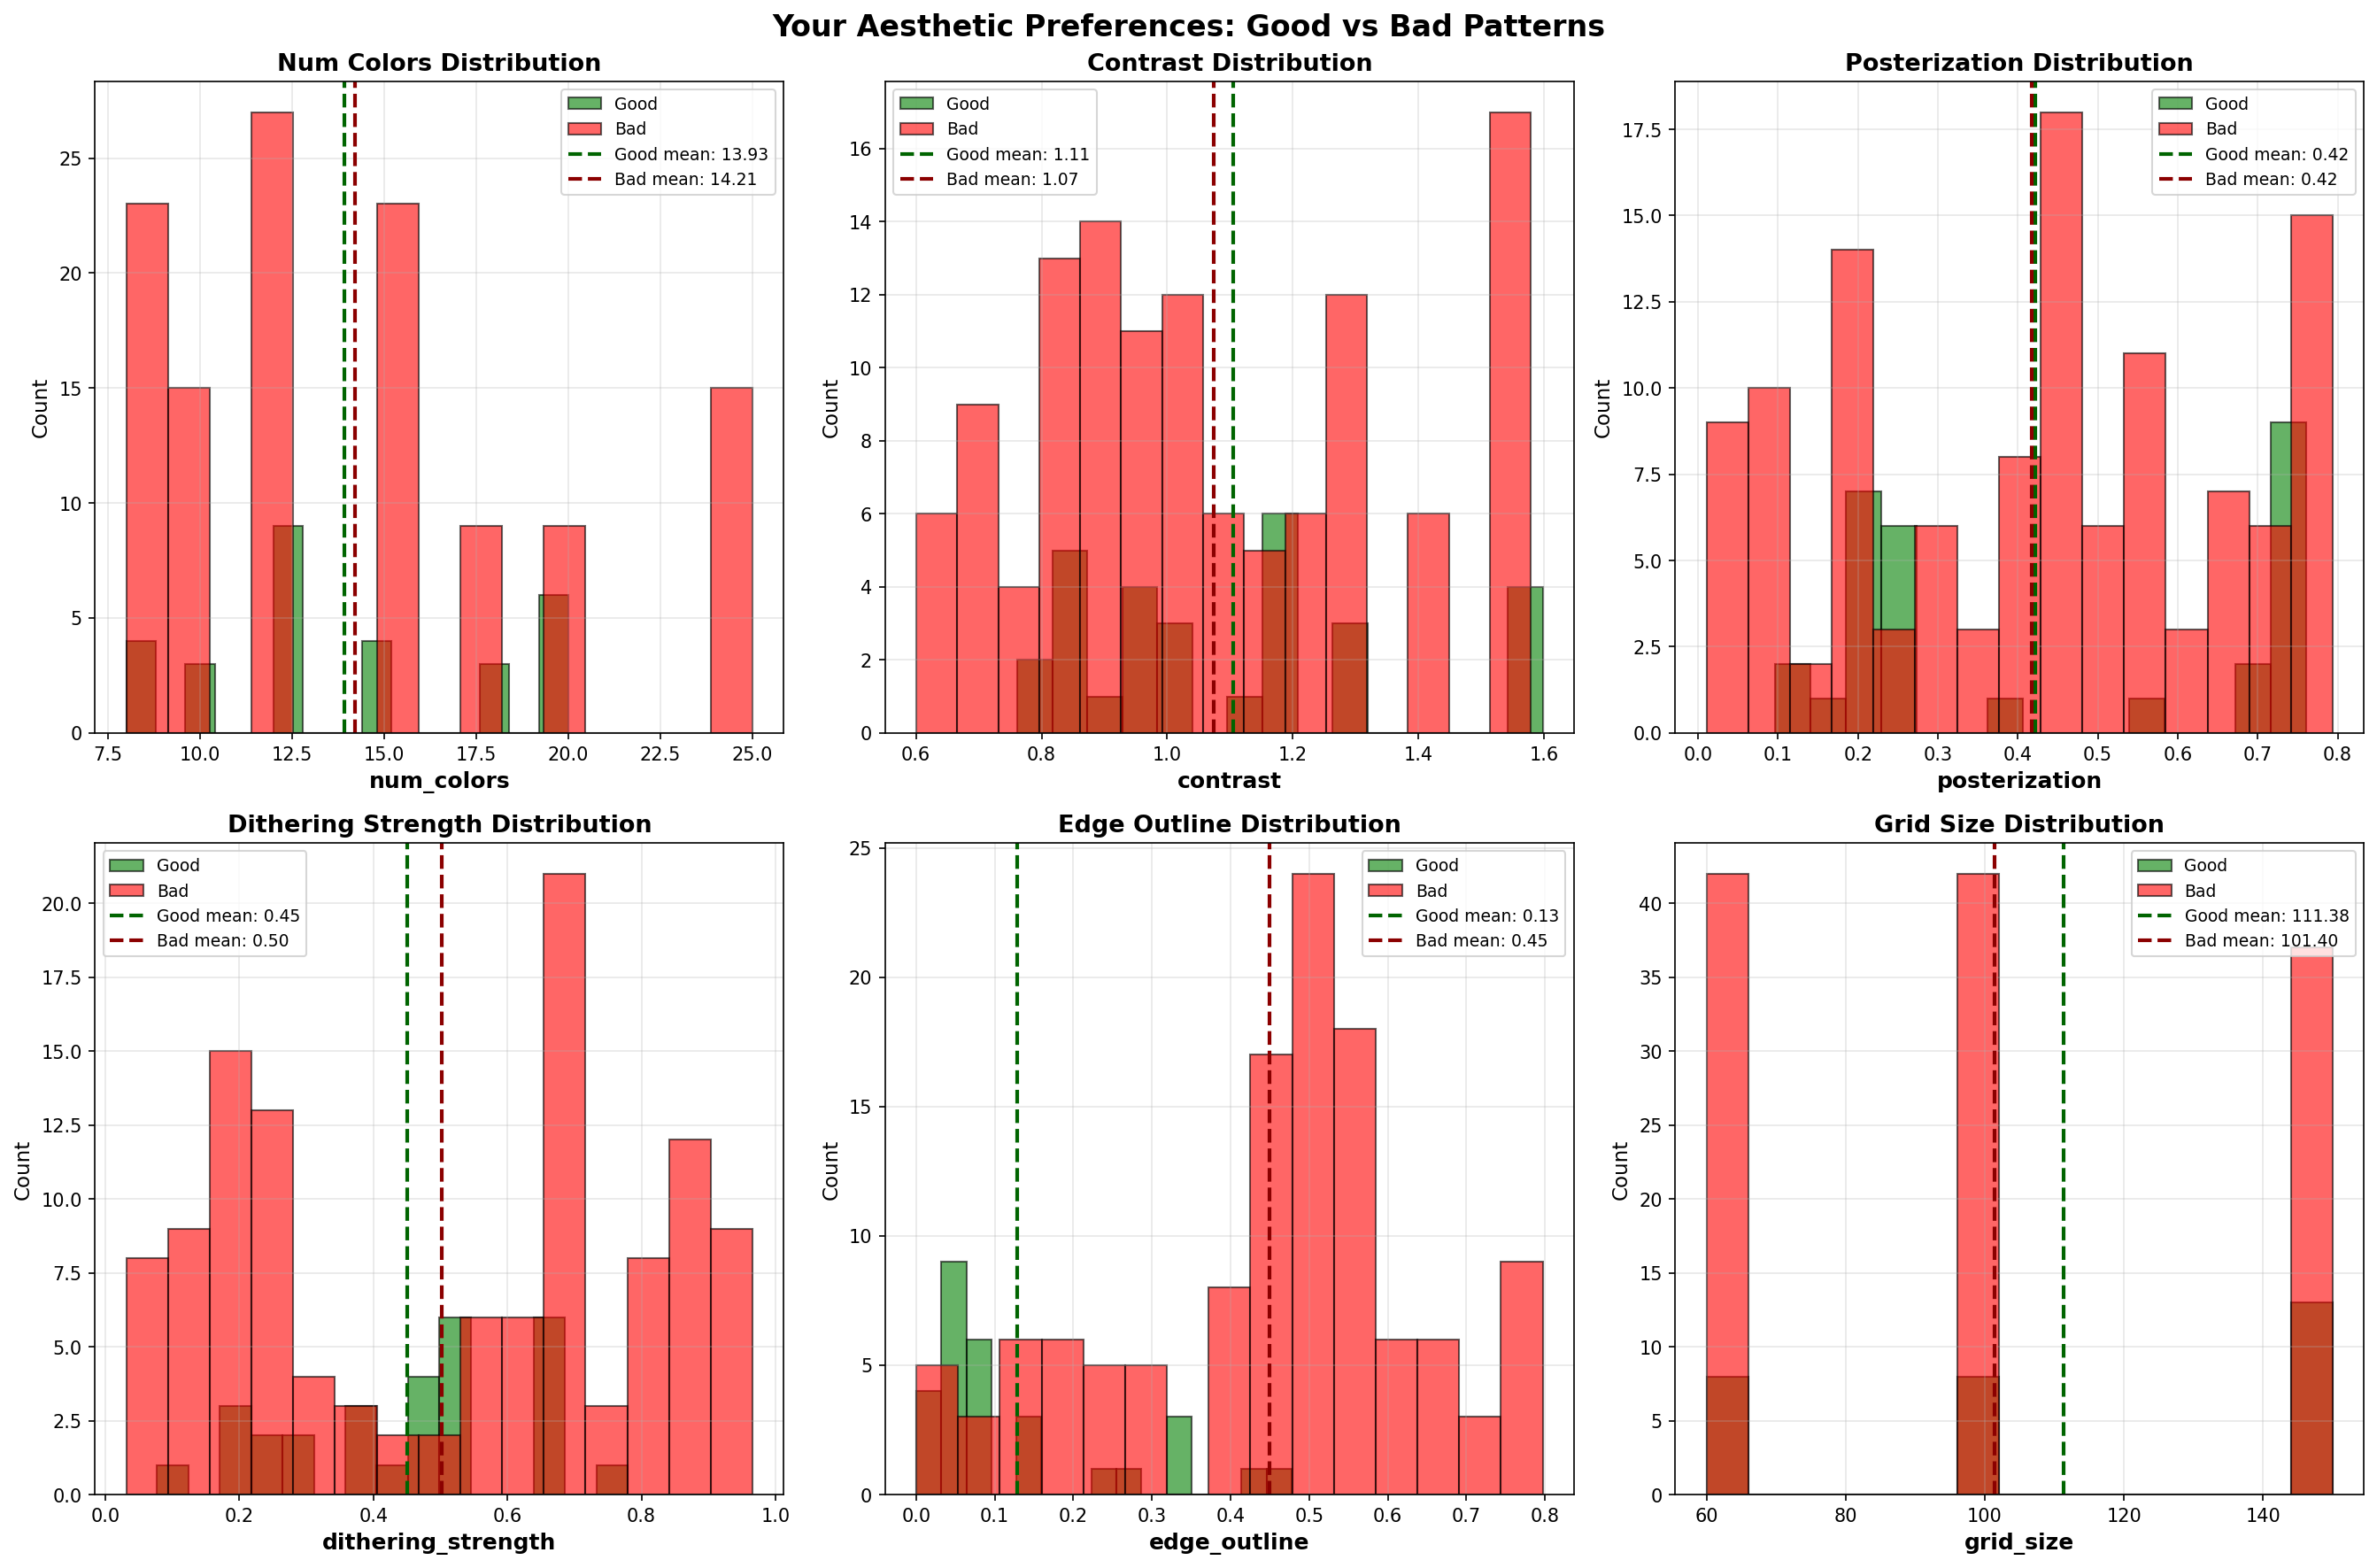 Your Aesthetic Preferences: Good vs Bad Patterns
Num Colors Distribution
Good
Bad
Good mean: 13.93
Bad mean: 14.21
Count
25
20
15
10
5
0
7.5 10.0 12.5 15.0 17.5 20.0 22.5 25.0
num_colors
Contrast Distribution
Good
Bad
Good mean: 1.11
Bad mean: 1.07
Count
16
14
12
10
8
6
4
2
0
0.6 0.8 1.0 1.2 1.4 1.6
contrast
Posterization Distribution
Good
Bad
Good mean: 0.42
Bad mean: 0.42
Count
17.5
15.0
12.5
10.0
7.5
5.0
2.5
0.0
0.0 0.1 0.2 0.3 0.4 0.5 0.6 0.7 0.8
posterization
Dithering Strength Distribution
Good
Bad
Good mean: 0.45
Bad mean: 0.50
Count
20.0
17.5
15.0
12.5
10.0
7.5
5.0
2.5
0.0
0.0 0.2 0.4 0.6 0.8 1.0
dithering_strength
Edge Outline Distribution
Good
Bad
Good mean: 0.13
Bad mean: 0.45
Count
25
20
15
10
5
0
0.0 0.1 0.2 0.3 0.4 0.5 0.6 0.7 0.8
edge_outline
Grid Size Distribution
Good
Bad
Good mean: 111.38
Bad mean: 101.40
Count
40
35
30
25
20
15
10
5
0
60 80 100 120 140
grid_size